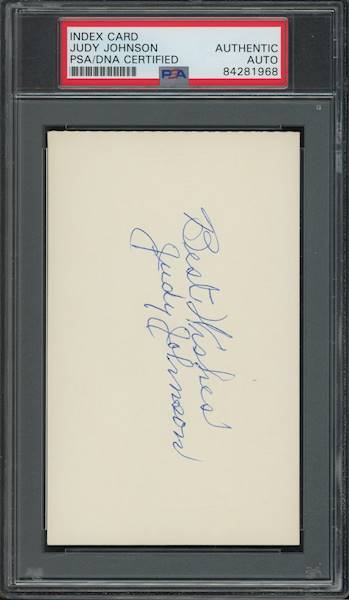 INDEX CARD
JUDY JOHNSON
PSA/DNA CERTIFIED
PSA
AUTHENTIC
AUTO
84281968
Best Wishes
Judy Johnson